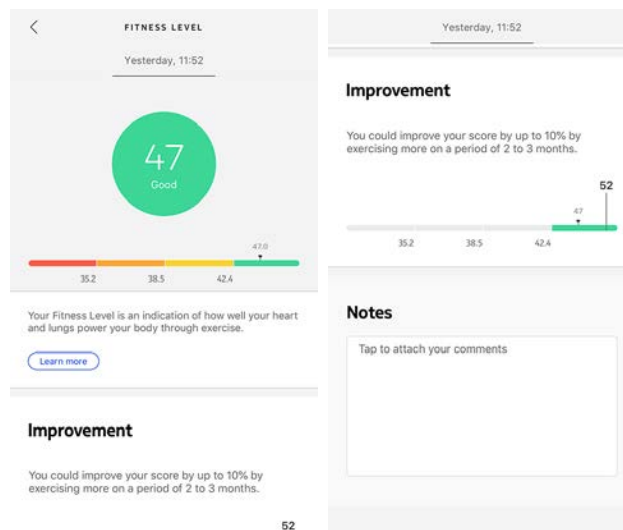 FITNESS LEVEL
Yesterday, 11:52
47
Good
47.0
35.2 38.5 42.4
Your Fitness Level is an indication of how well your heart
and lungs power your body through exercise.
Learn more
Improvement
You could improve your score by up to 10% by
exercising more on a period of 2 to 3 months.
52
Yesterday, 11:52
Improvement
You could improve your score by up to 10% by
exercising more on a period of 2 to 3 months.
52
47
35.2 38.5 42.4
Notes
Tap to attach your comments